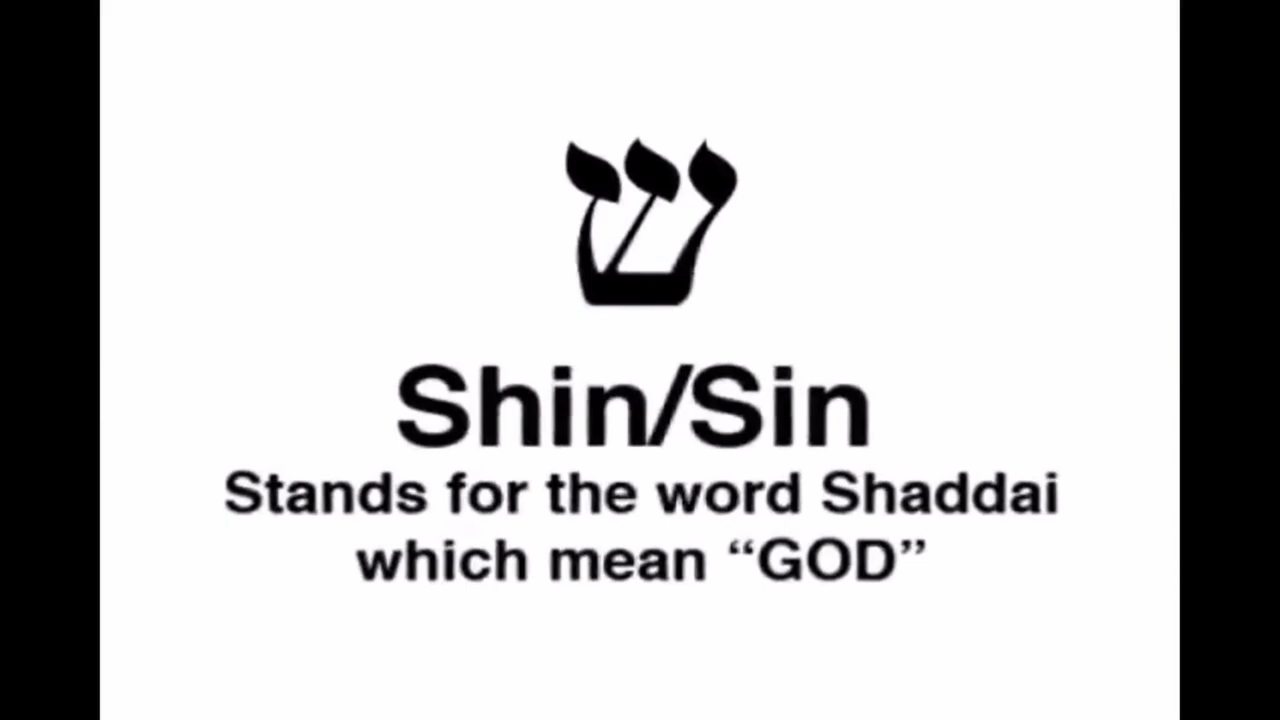 ש
Shin/Sin
Stands for the word Shaddai
which mean “GOD”